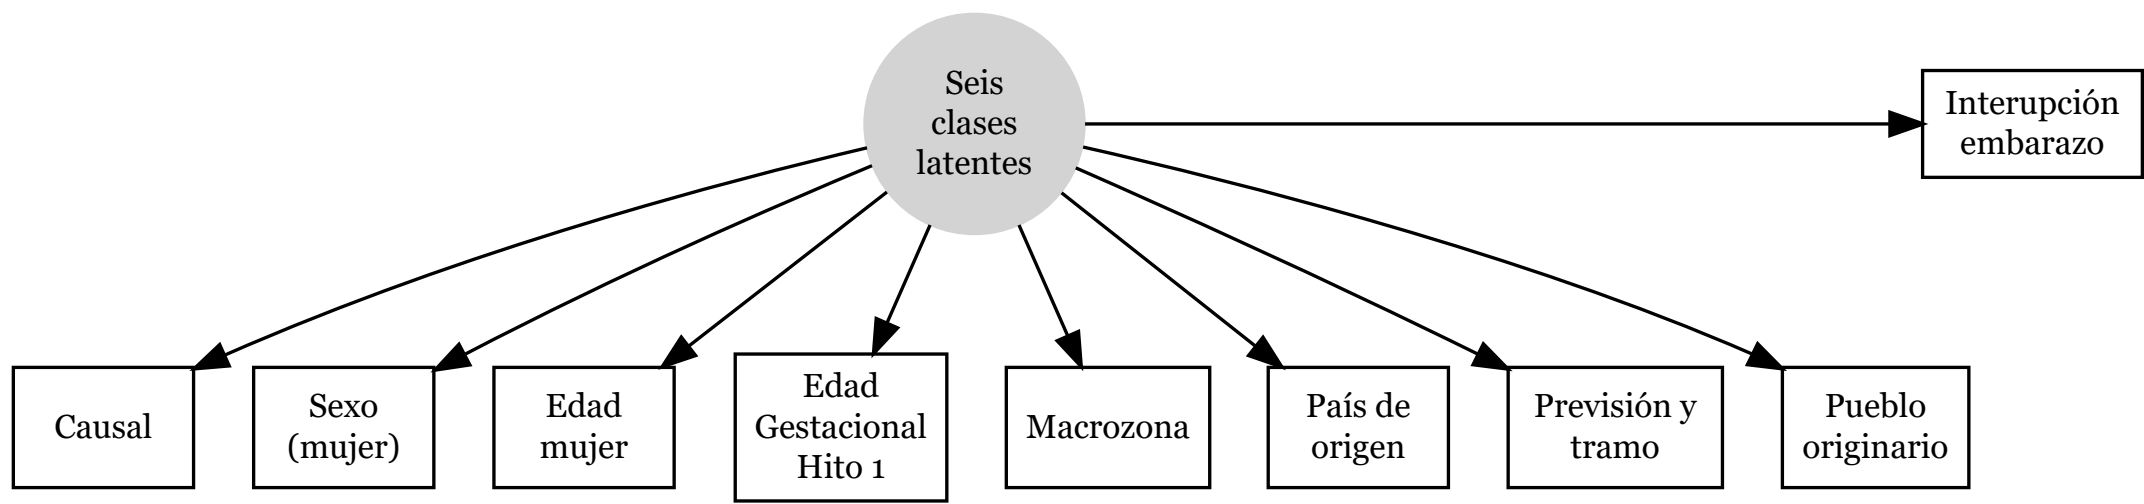 Seis
clases
latentes
Interupción
embarazo
Causal
Sexo
(mujer)
Edad
mujer
Edad
Gestacional
Hito 1
Macrozona
País de
origen
Previsión y
tramo
Pueblo
originario